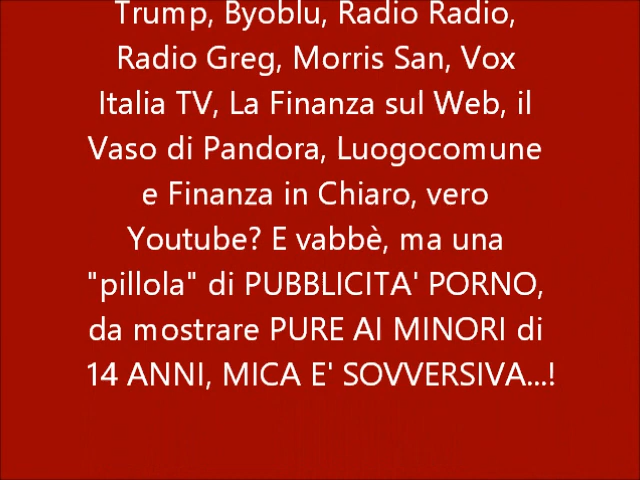 Trump, Byoblu, Radio Radio,
Radio Greg, Morris San, Vox
Italia TV, La Finanza sul Web, il
Vaso di Pandora, Luogocomune
e Finanza in Chiaro, vero
Youtube? E vabbè, ma una
"pillola" di PUBBLICITA' PORNO,
da mostrare PURE AI MINORI di
14 ANNI, MICA E' SOVVERSIVA...!